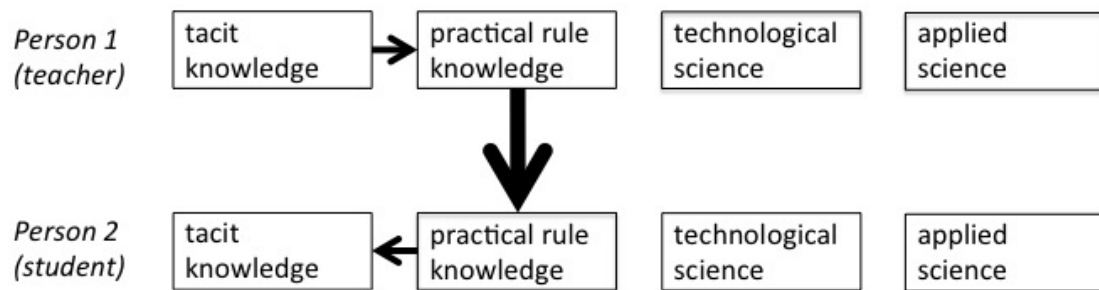 Person 1
(teacher)
tacit
knowledge
practical rule
knowledge
technological
science
applied
science
Person 2
(student)
tacit
knowledge
practical rule
knowledge
technological
science
applied
science